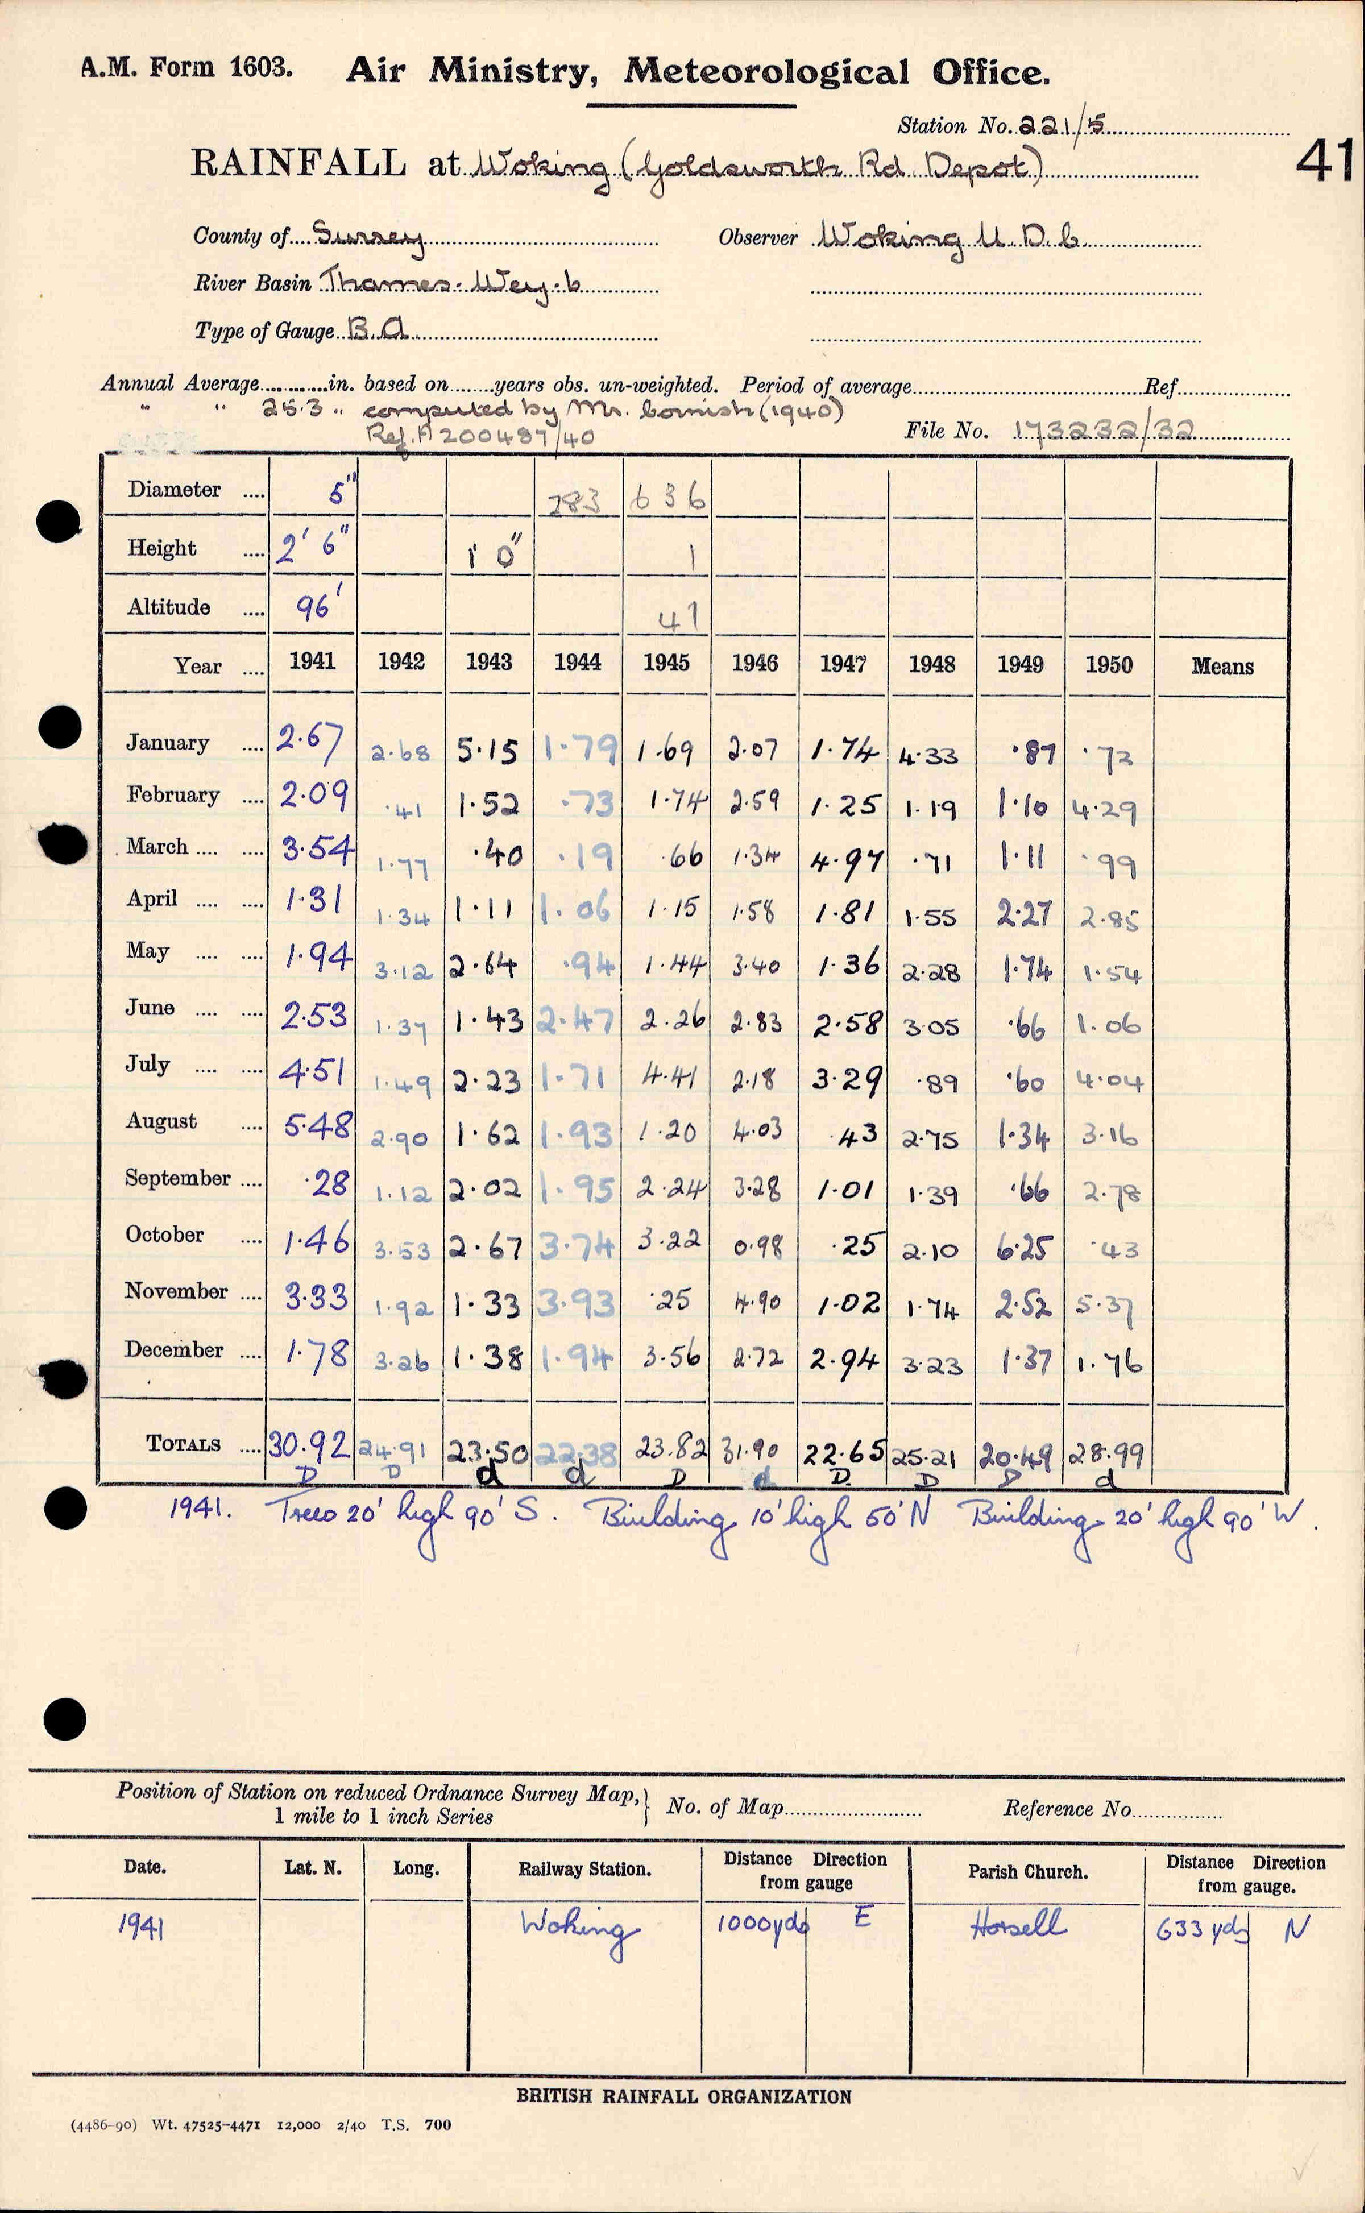 A.M. Form 1603. Air Ministry, Meteorological Office.
Station No. 221/5
41
RAINFALL at Woking (Goldsworth Rd Depot)
County of Surrey Observer Woking U.D.C.
River Basin Thames. Wey. b
Type of Gauge B.A.
Annual Average in. based on years obs. un-weighted. Period of average Ref
" " 25.3 " computed by Mr. Cornish (1940)
Ref. A 200487/40 File No. 173232/32
Diameter 5" 283 636
Height 2' 6" 1' 0" 1
Altitude 96' 41
Year 1941 1942 1943 1944 1945 1946 1947 1948 1949 1950 Means
January 2.67 2.68 5.15 1.79 1.69 2.07 1.74 4.33 .87 .72
February 2.09 .41 1.52 .73 1.74 2.59 1.25 1.19 1.10 4.29
March 3.54 1.77 .40 .19 .66 1.34 4.97 .71 1.11 .99
April 1.31 1.34 1.11 1.06 1.15 1.58 1.81 1.55 2.27 2.85
May 1.94 3.12 2.64 .94 1.44 3.40 1.36 2.28 1.74 1.54
June 2.53 1.37 1.43 2.47 2.26 2.83 2.58 3.05 .66 1.06
July 4.51 1.49 2.23 1.71 4.41 2.18 3.29 .89 .60 4.04
August 5.48 2.90 1.62 1.93 1.20 4.03 .43 2.75 1.34 3.16
September .28 1.12 2.02 1.95 2.24 3.28 1.01 1.39 .66 2.78
October 1.46 3.53 2.67 3.74 3.22 0.98 .25 2.10 6.25 .43
November 3.33 1.92 1.33 3.93 .25 4.90 1.02 1.74 2.52 5.37
December 1.78 3.26 1.38 1.94 3.56 2.72 2.94 3.23 1.37 1.76
TOTALS 30.92 24.91 23.50 22.38 23.82 31.90 22.65 25.21 20.49 28.99
D D d d D d D D D d
1941. Trees 20' high 90' S. Building 10' high 50' N Building 20' high 90' W.
Position of Station on reduced Ordnance Survey Map, 1 mile to 1 inch Series } No. of Map Reference No
Date. Lat. N. Long. Railway Station. Distance Direction from gauge Parish Church. Distance Direction from gauge.
1941 Woking 1000yds E Horsell 633 yds N
BRITISH RAINFALL ORGANIZATION
(4486-90) Wt. 47525-4471 12,000 2/40 T.S. 700